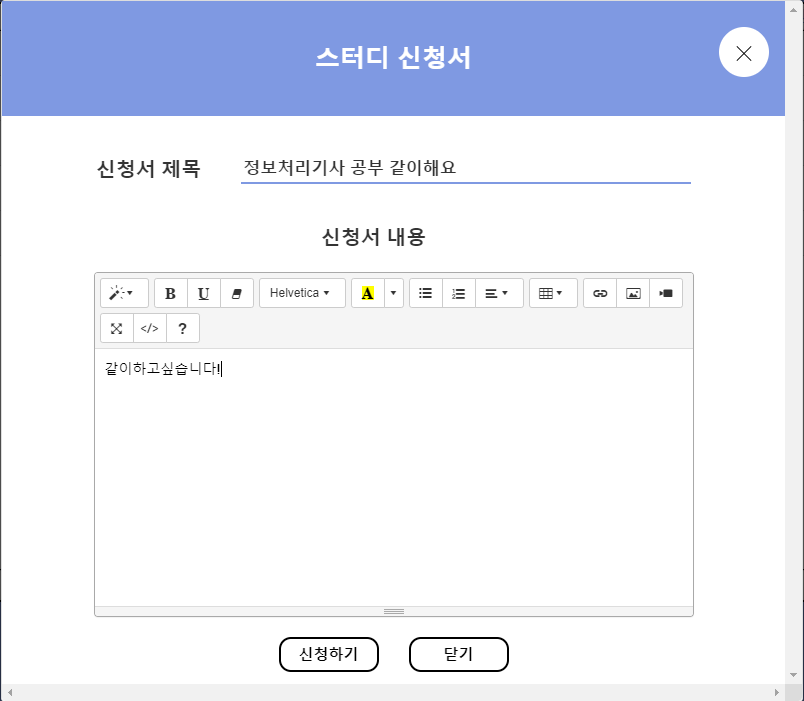 스터디 신청서
신청서 제목 정보처리기사 공부 같이해요
신청서 내용
B U Helvetica A
</> ?
같이하고싶습니다!
신청하기 닫기